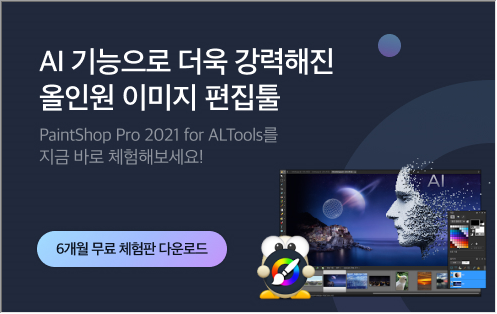 AI 기능으로 더욱 강력해진
올인원 이미지 편집툴
PaintShop Pro 2021 for ALTools를
지금 바로 체험해보세요!
AI
6개월 무료 체험판 다운로드